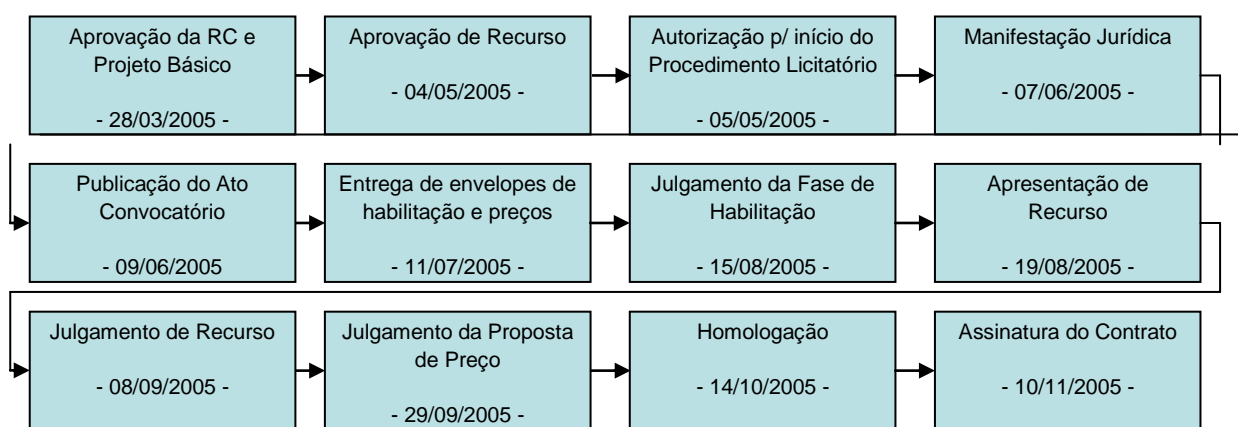 Aprovação da RC e
Projeto Básico
- 28/03/2005 -
Aprovação de Recurso
- 04/05/2005 -
Autorização p/ início do
Procedimento Licitatório
- 05/05/2005 -
Manifestação Jurídica
- 07/06/2005 -
Publicação do Ato
Convocatório
- 09/06/2005
Entrega de envelopes de
habilitação e preços
- 11/07/2005 -
Julgamento da Fase de
Habilitação
- 15/08/2005 -
Apresentação de
Recurso
- 19/08/2005 -
Julgamento de Recurso
- 08/09/2005 -
Julgamento da Proposta
de Preço
- 29/09/2005 -
Homologação
- 14/10/2005 -
Assinatura do Contrato
- 10/11/2005 -